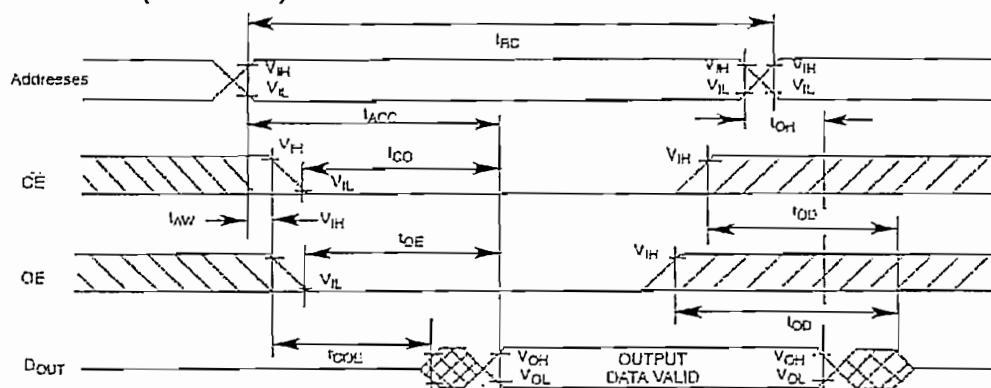 tRC
Addresses VIH VIL VIH VIL VIH VIL
tACC tOH
CE VIH tCO VIL VIH
tAW VIH tOD
OE tOE VIL VIH
tCOE tOD
DOUT VOH VOL OUTPUT DATA VALID VOH VOL